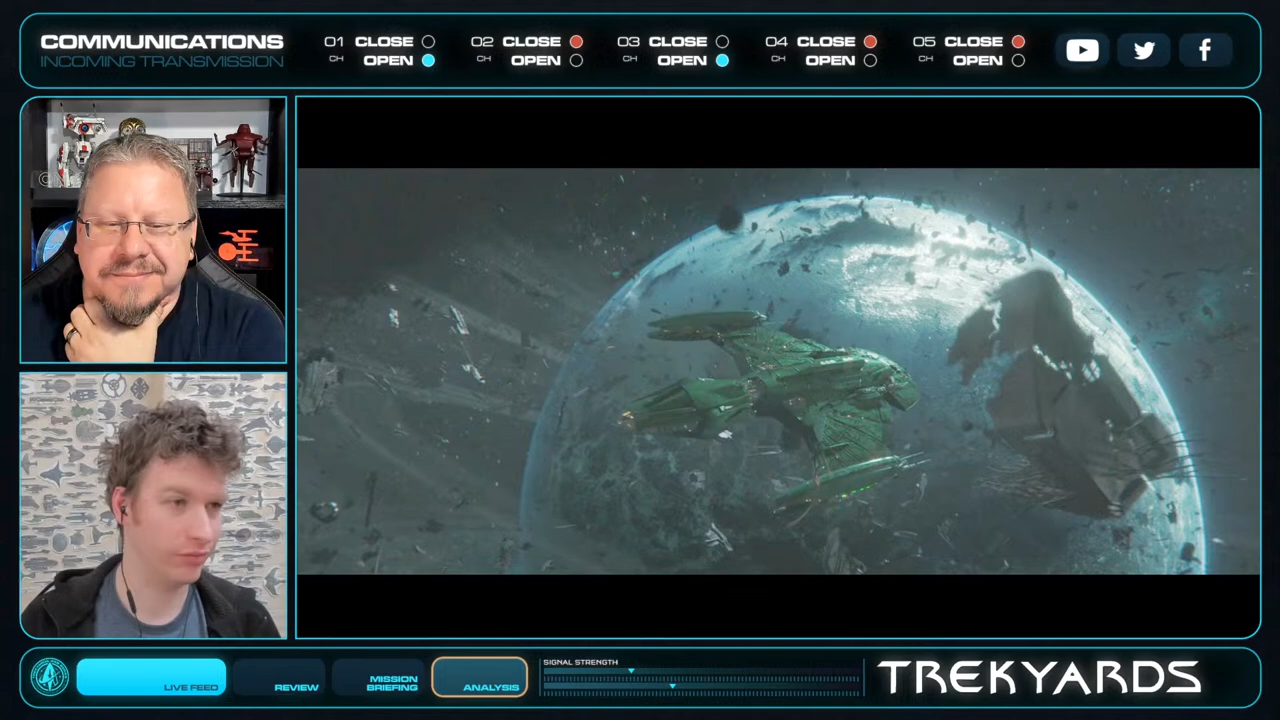 COMMUNICATIONS
INCOMING TRANSMISSION
01 CLOSE
CH OPEN
02 CLOSE
CH OPEN
03 CLOSE
CH OPEN
04 CLOSE
CH OPEN
05 CLOSE
CH OPEN
LIVE FEED
REVIEW
MISSION
BRIEFING
ANALYSIS
SIGNAL STRENGTH
TREKYARDS